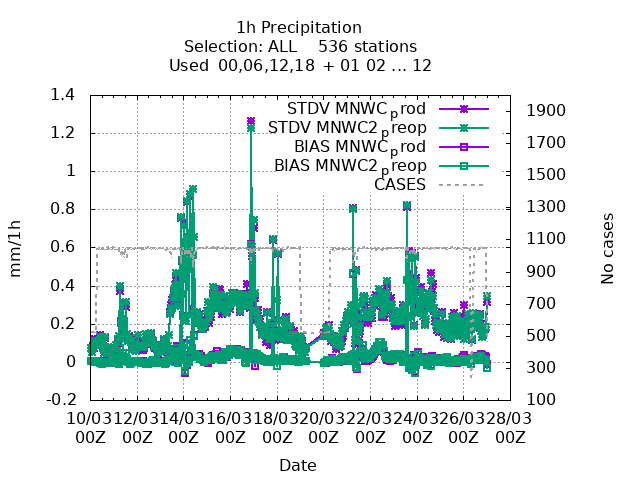 1h Precipitation
Selection: ALL    536 stations
Used  00,06,12,18  + 01 02 ... 12
STDV MNWCprod
STDV MNWC2preop
BIAS MNWCprod
BIAS MNWC2preop
CASES
1.4
1.2
1
0.8
0.6
0.4
0.2
0
-0.2
mm/1h
1900
1700
1500
1300
1100
900
700
500
300
100
No cases
10/03 12/03 14/03 16/03 18/03 20/03 22/03 24/03 26/03 28/03
00Z 00Z 00Z 00Z 00Z 00Z 00Z 00Z 00Z 00Z
Date